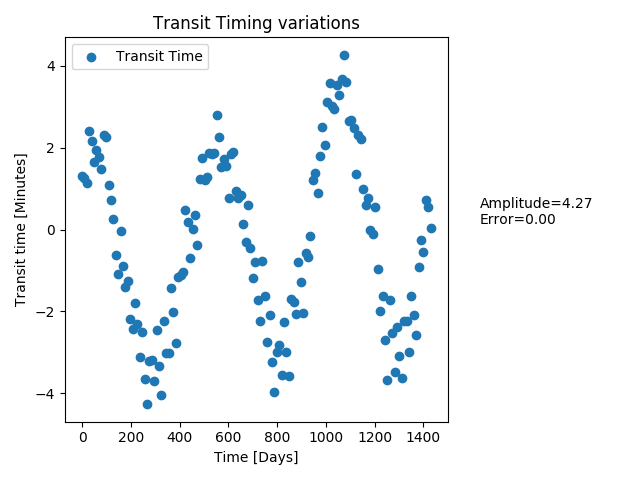 Transit Timing variations
Transit Time
Transit time [Minutes]
4
2
0
−2
−4
0 200 400 600 800 1000 1200 1400
Time [Days]
Amplitude=4.27
Error=0.00